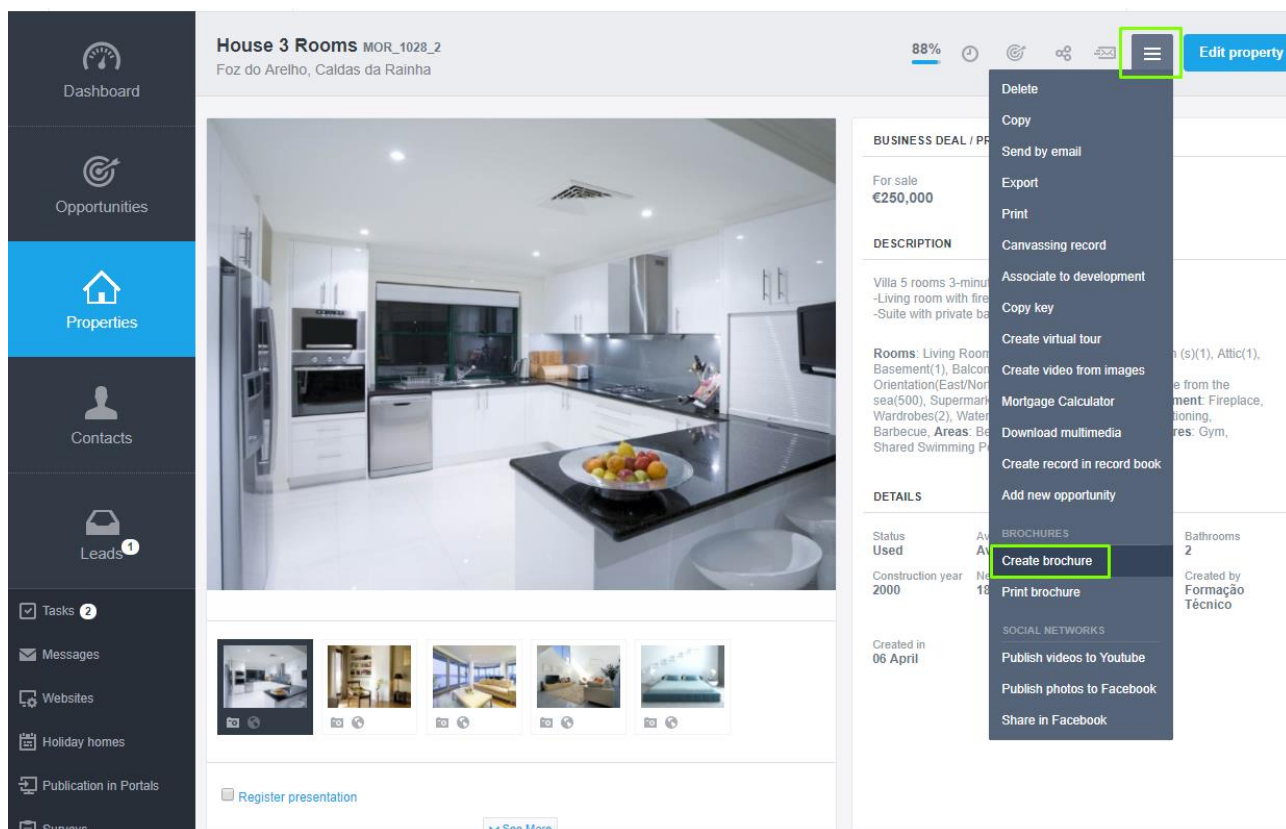 Dashboard
Opportunities
Properties
Contacts
Leads 1
Tasks 2
Messages
Websites
Holiday homes
Publication in Portals
Surveys
House 3 Rooms MOR_1028_2
Foz do Arelho, Caldas da Rainha
88%
Edit property
Register presentation
See More
BUSINESS DEAL / PR
For sale
€250,000
DESCRIPTION
Villa 5 rooms 3-minut
-Living room with fire
-Suite with private ba
Rooms: Living Room (s)(1), Attic(1),
Basement(1), Balcon
Orientation(East/Nor e from the
sea(500), Supermark ment: Fireplace,
Wardrobes(2), Water tioning,
Barbecue, Areas: Be res: Gym,
Shared Swimming P
DETAILS
Status
Used
Av
Av
Bathrooms
2
Construction year
2000
Ne
18
Created by
Formação
Técnico
Created in
06 April
Delete
Copy
Send by email
Export
Print
Canvassing record
Associate to development
Copy key
Create virtual tour
Create video from images
Mortgage Calculator
Download multimedia
Create record in record book
Add new opportunity
BROCHURES
Create brochure
Print brochure
SOCIAL NETWORKS
Publish videos to Youtube
Publish photos to Facebook
Share in Facebook